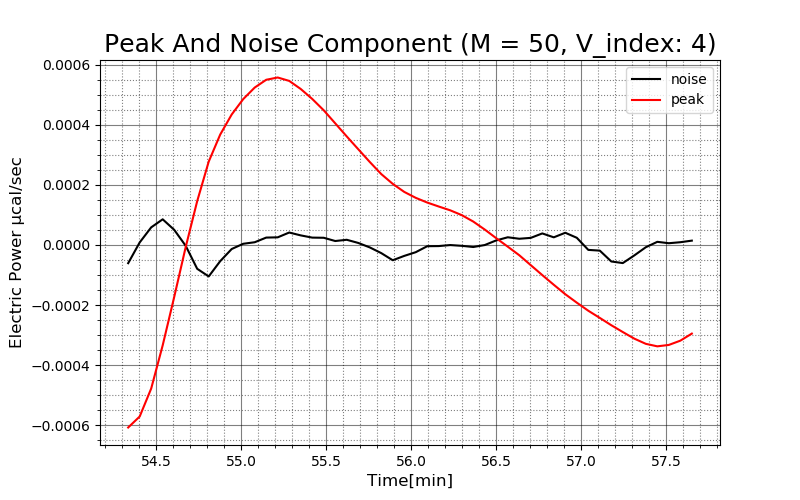 Peak And Noise Component (M = 50, V_index: 4)
noise
peak
0.0006
0.0004
0.0002
0.0000
−0.0002
−0.0004
−0.0006
Electric Power μcal/sec
54.5 55.0 55.5 56.0 56.5 57.0 57.5
Time[min]